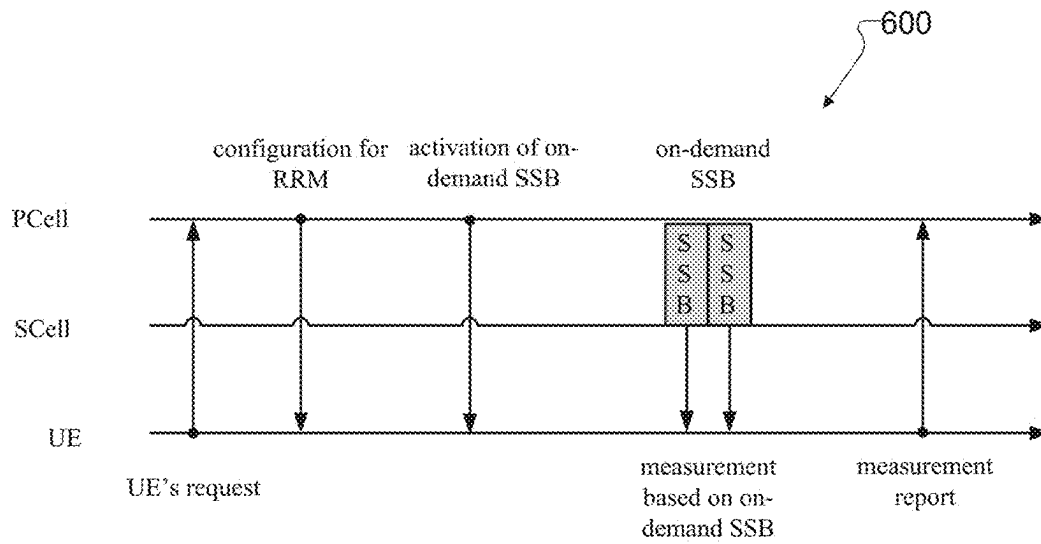 600
configuration for
RRM
activation of on-
demand SSB
on-demand
SSB
PCell
S S
S S
B B
SCell
UE
UE's request
measurement
based on on-
demand SSB
measurement
report